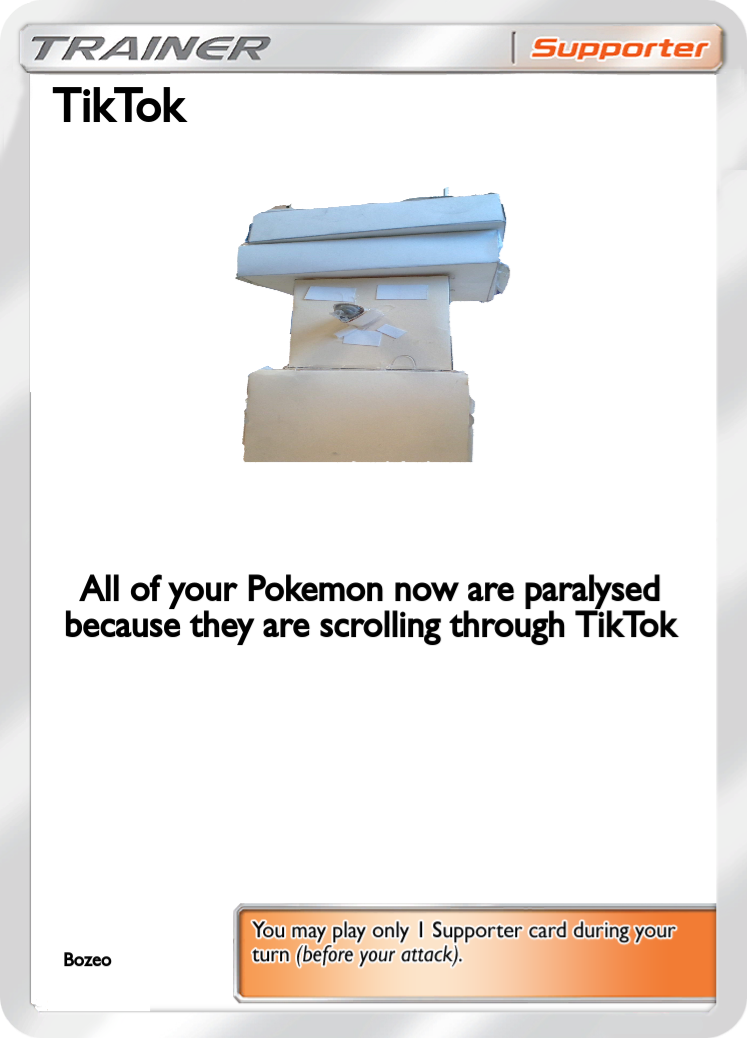 TRAINER
Supporter
TikTok
All of your Pokemon now are paralysed
because they are scrolling through TikTok
You may play only 1 Supporter card during your
turn (before your attack).
Bozeo